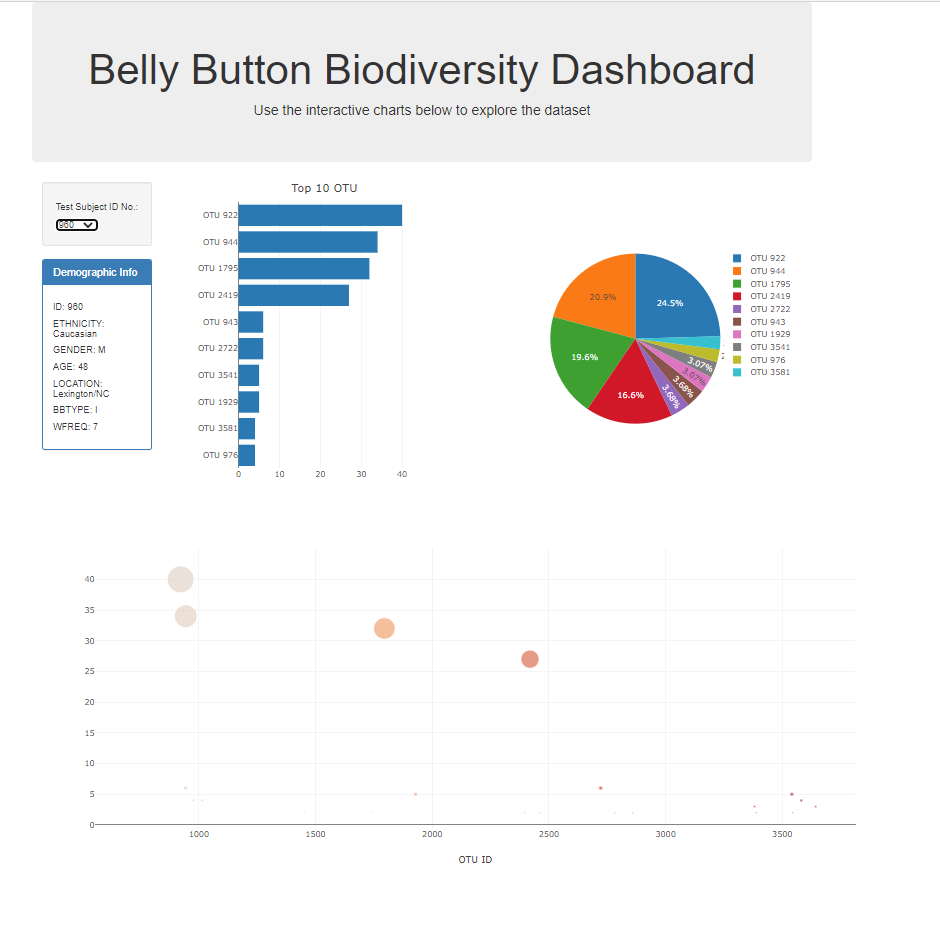 Belly Button Biodiversity Dashboard
Use the interactive charts below to explore the dataset
Test Subject ID No.:
960
Demographic Info
ID: 960
ETHNICITY:
Caucasian
GENDER: M
AGE: 48
LOCATION:
Lexington/NC
BBTYPE: I
WFREQ: 7
Top 10 OTU
OTU 922
OTU 944
OTU 1795
OTU 2419
OTU 943
OTU 2722
OTU 3541
OTU 1929
OTU 3581
OTU 976
0 10 20 30 40
24.5%
20.9%
19.6%
16.6%
3.68%
3.68%
3.07%
3.07%
OTU 922
OTU 944
OTU 1795
OTU 2419
OTU 2722
OTU 943
OTU 1929
OTU 3541
OTU 976
OTU 3581
40
35
30
25
20
15
10
5
0
1000 1500 2000 2500 3000 3500
OTU ID